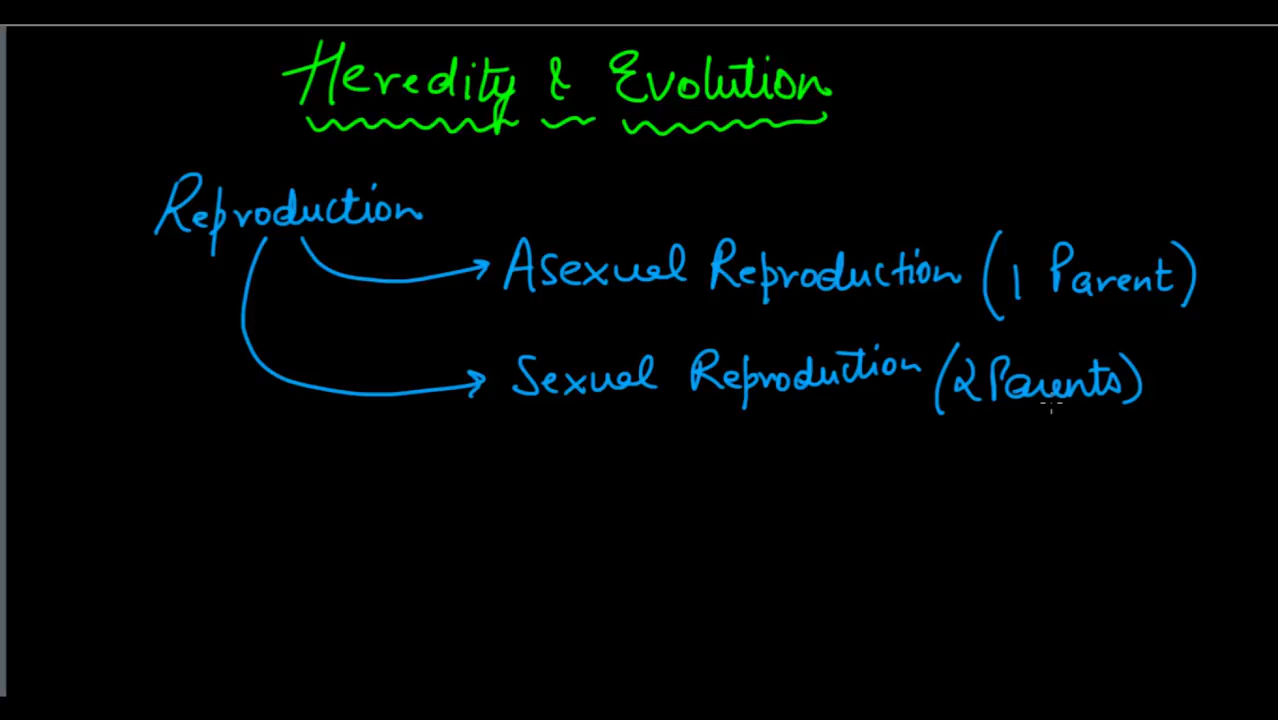 Heredity & Evolution
Reproduction
Asexual Reproduction (1 Parent)
Sexual Reproduction (2 Parents)